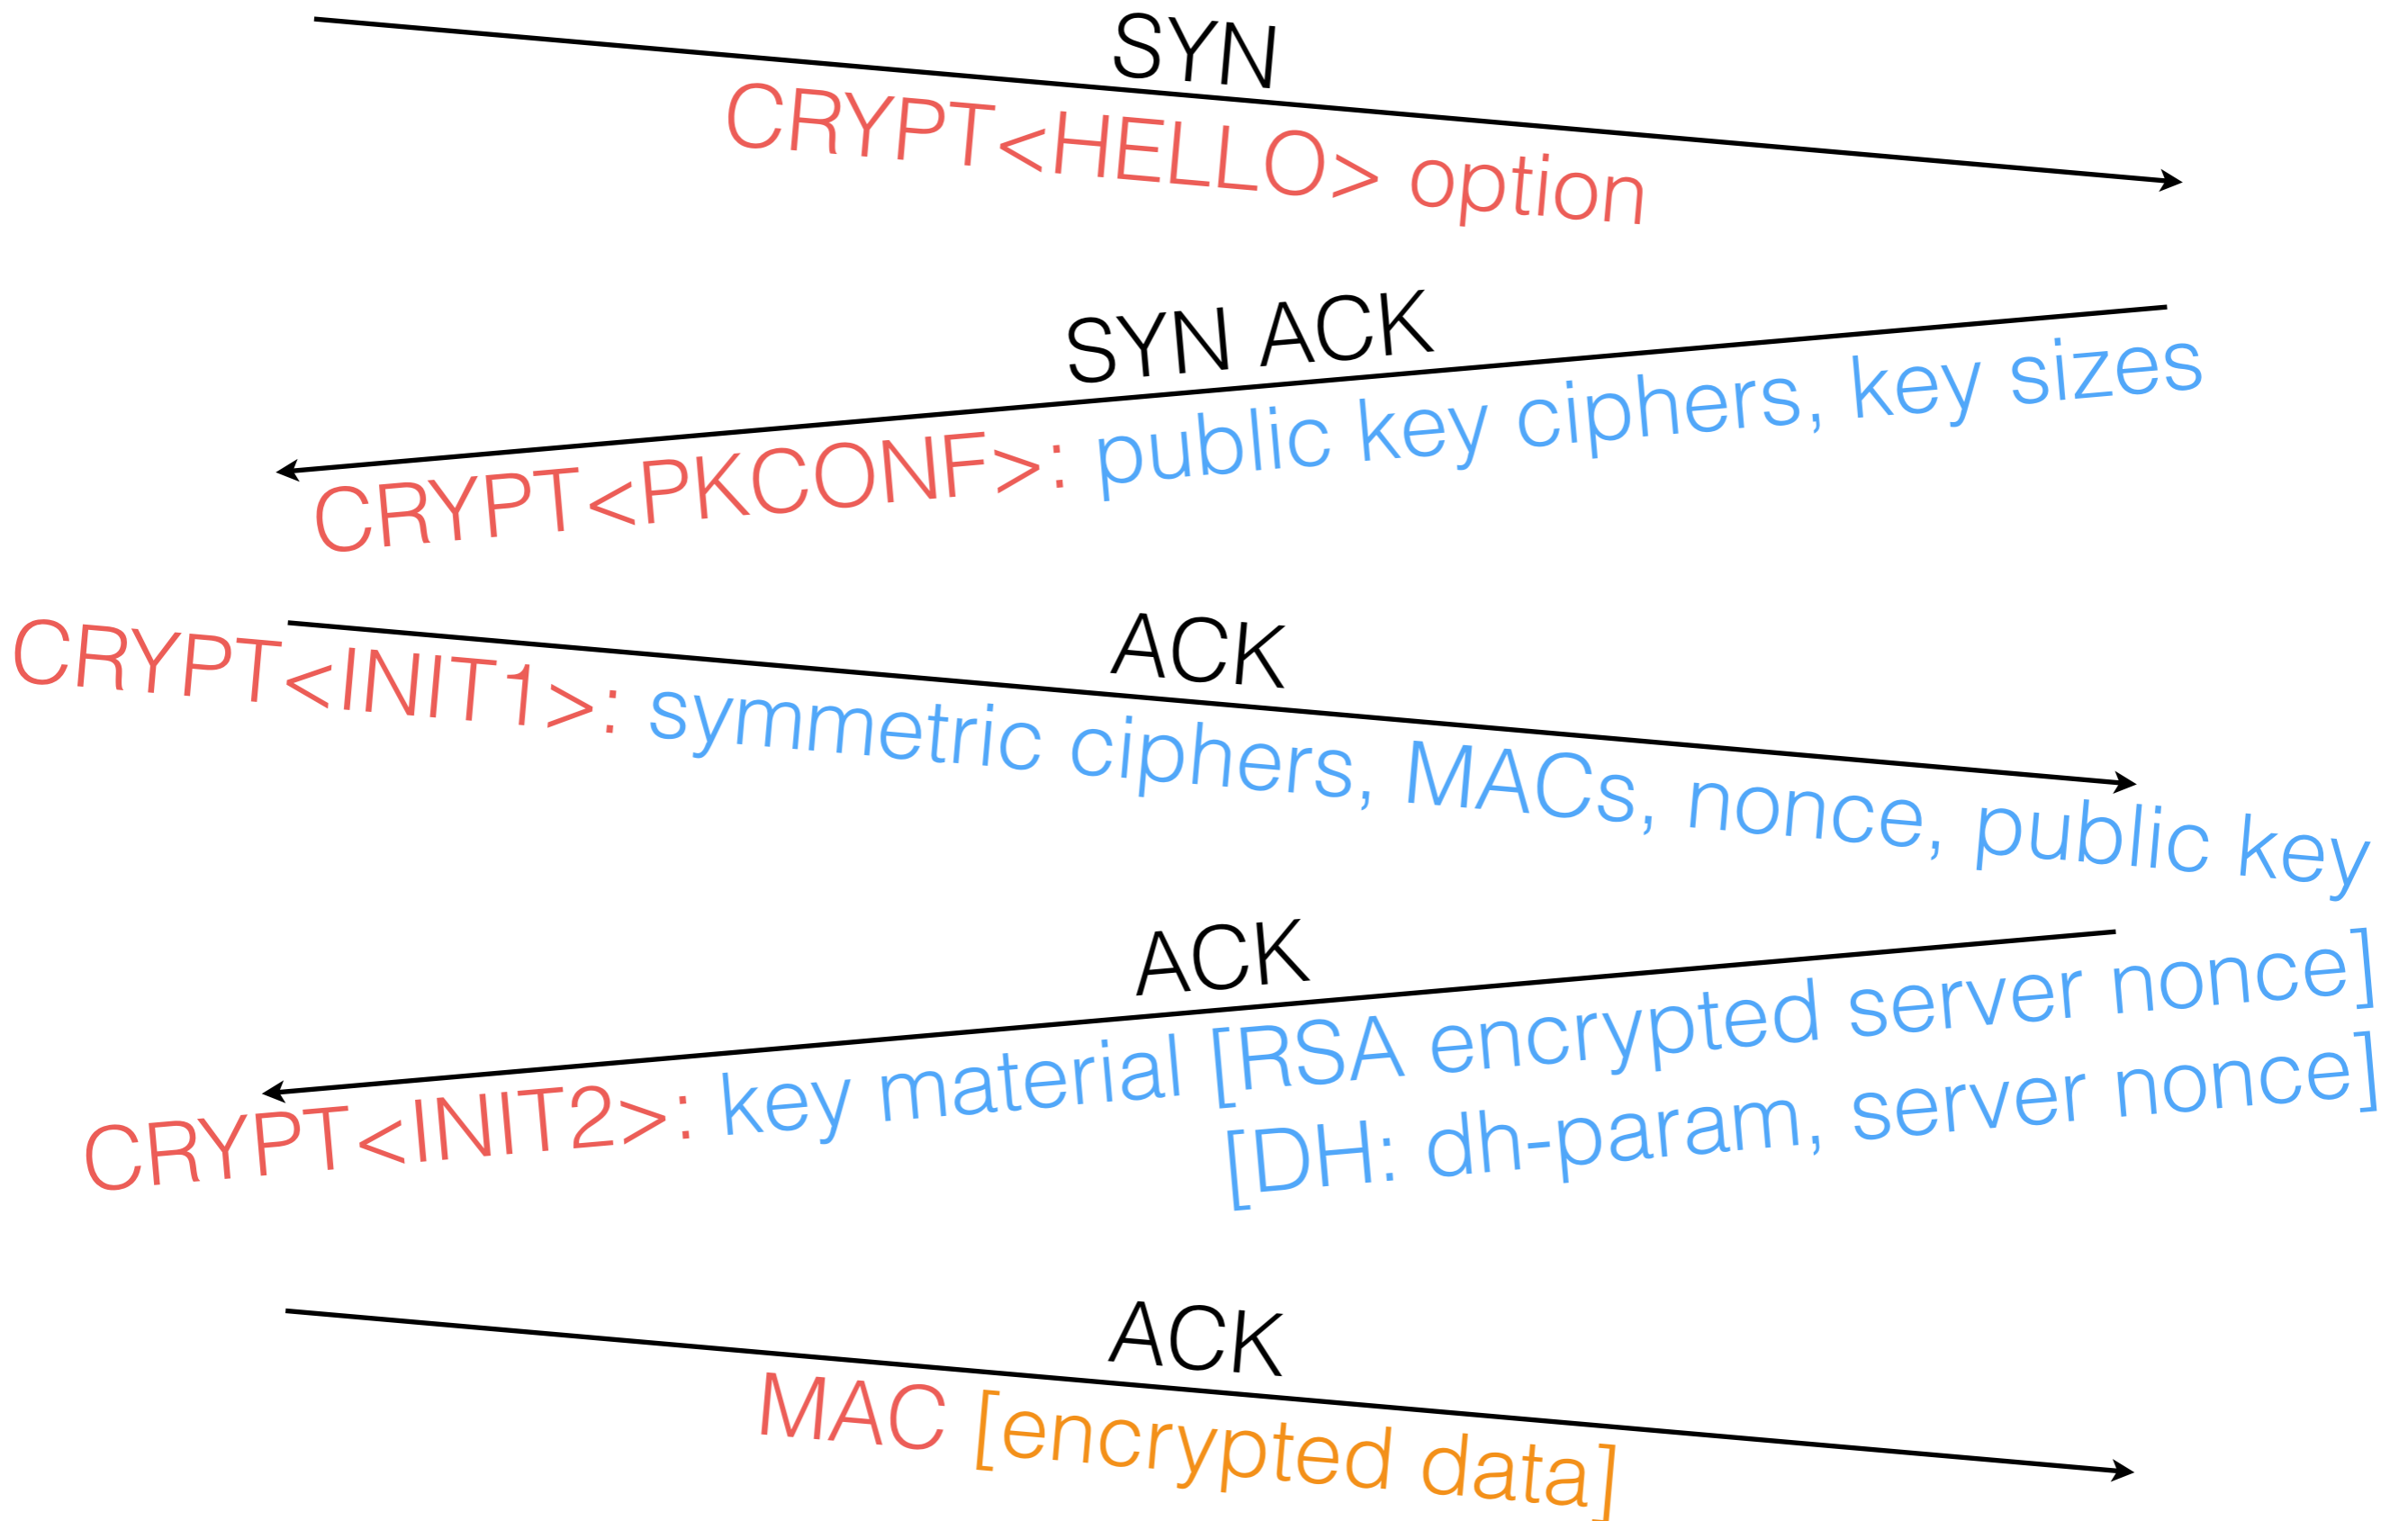 SYN
CRYPT<HELLO> option
SYN ACK
CRYPT<PKCONF>: public key ciphers, key sizes
ACK
CRYPT<INIT1>: symmetric ciphers, MACs, nonce, public key
ACK
CRYPT<INIT2>: key material [RSA encrypted server nonce]
[DH: dh-param, server nonce]
ACK
MAC [encrypted data]